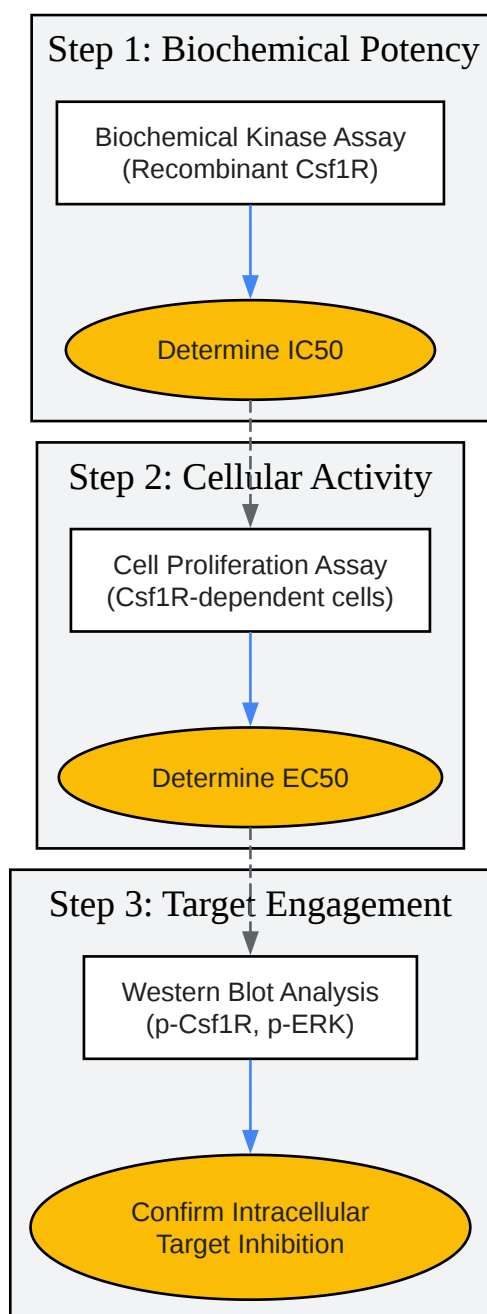 Step 1: Biochemical Potency
Biochemical Kinase Assay
(Recombinant Csf1R)
Determine IC50
Step 2: Cellular Activity
Cell Proliferation Assay
(Csf1R-dependent cells)
Determine EC50
Step 3: Target Engagement
Western Blot Analysis
(p-Csf1R, p-ERK)
Confirm Intracellular
Target Inhibition